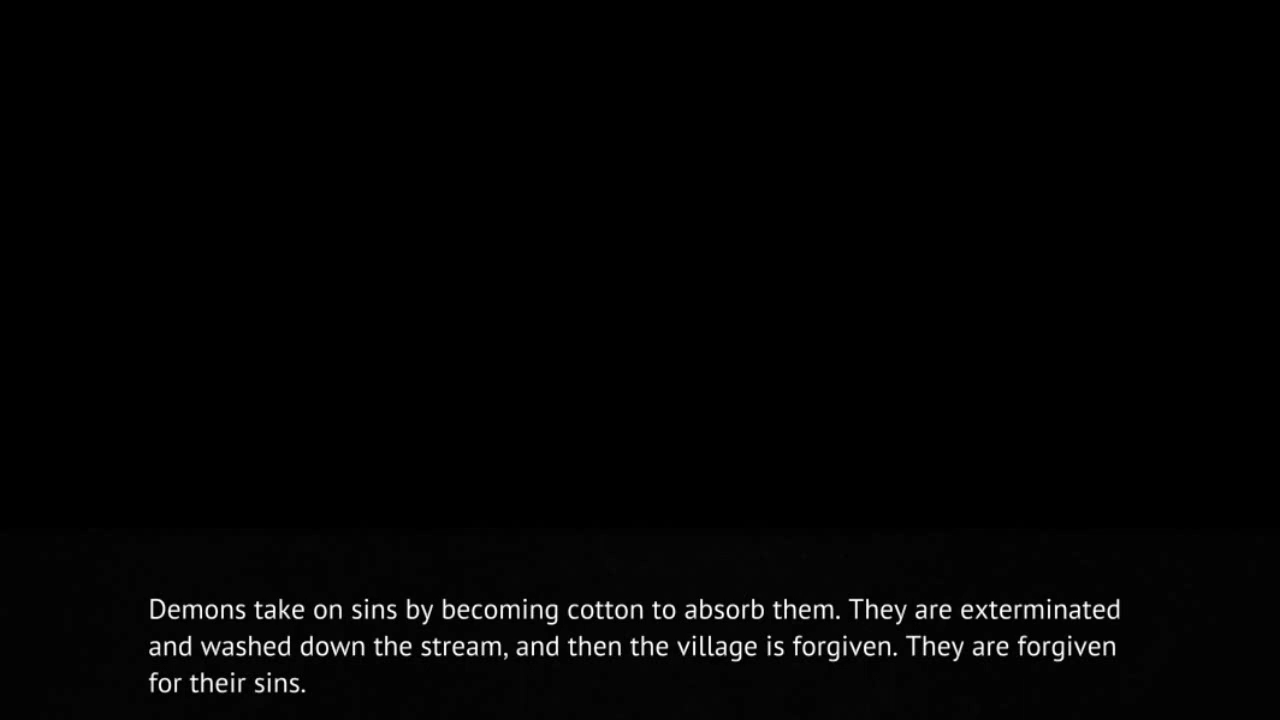 Demons take on sins by becoming cotton to absorb them. They are exterminated
and washed down the stream, and then the village is forgiven. They are forgiven
for their sins.